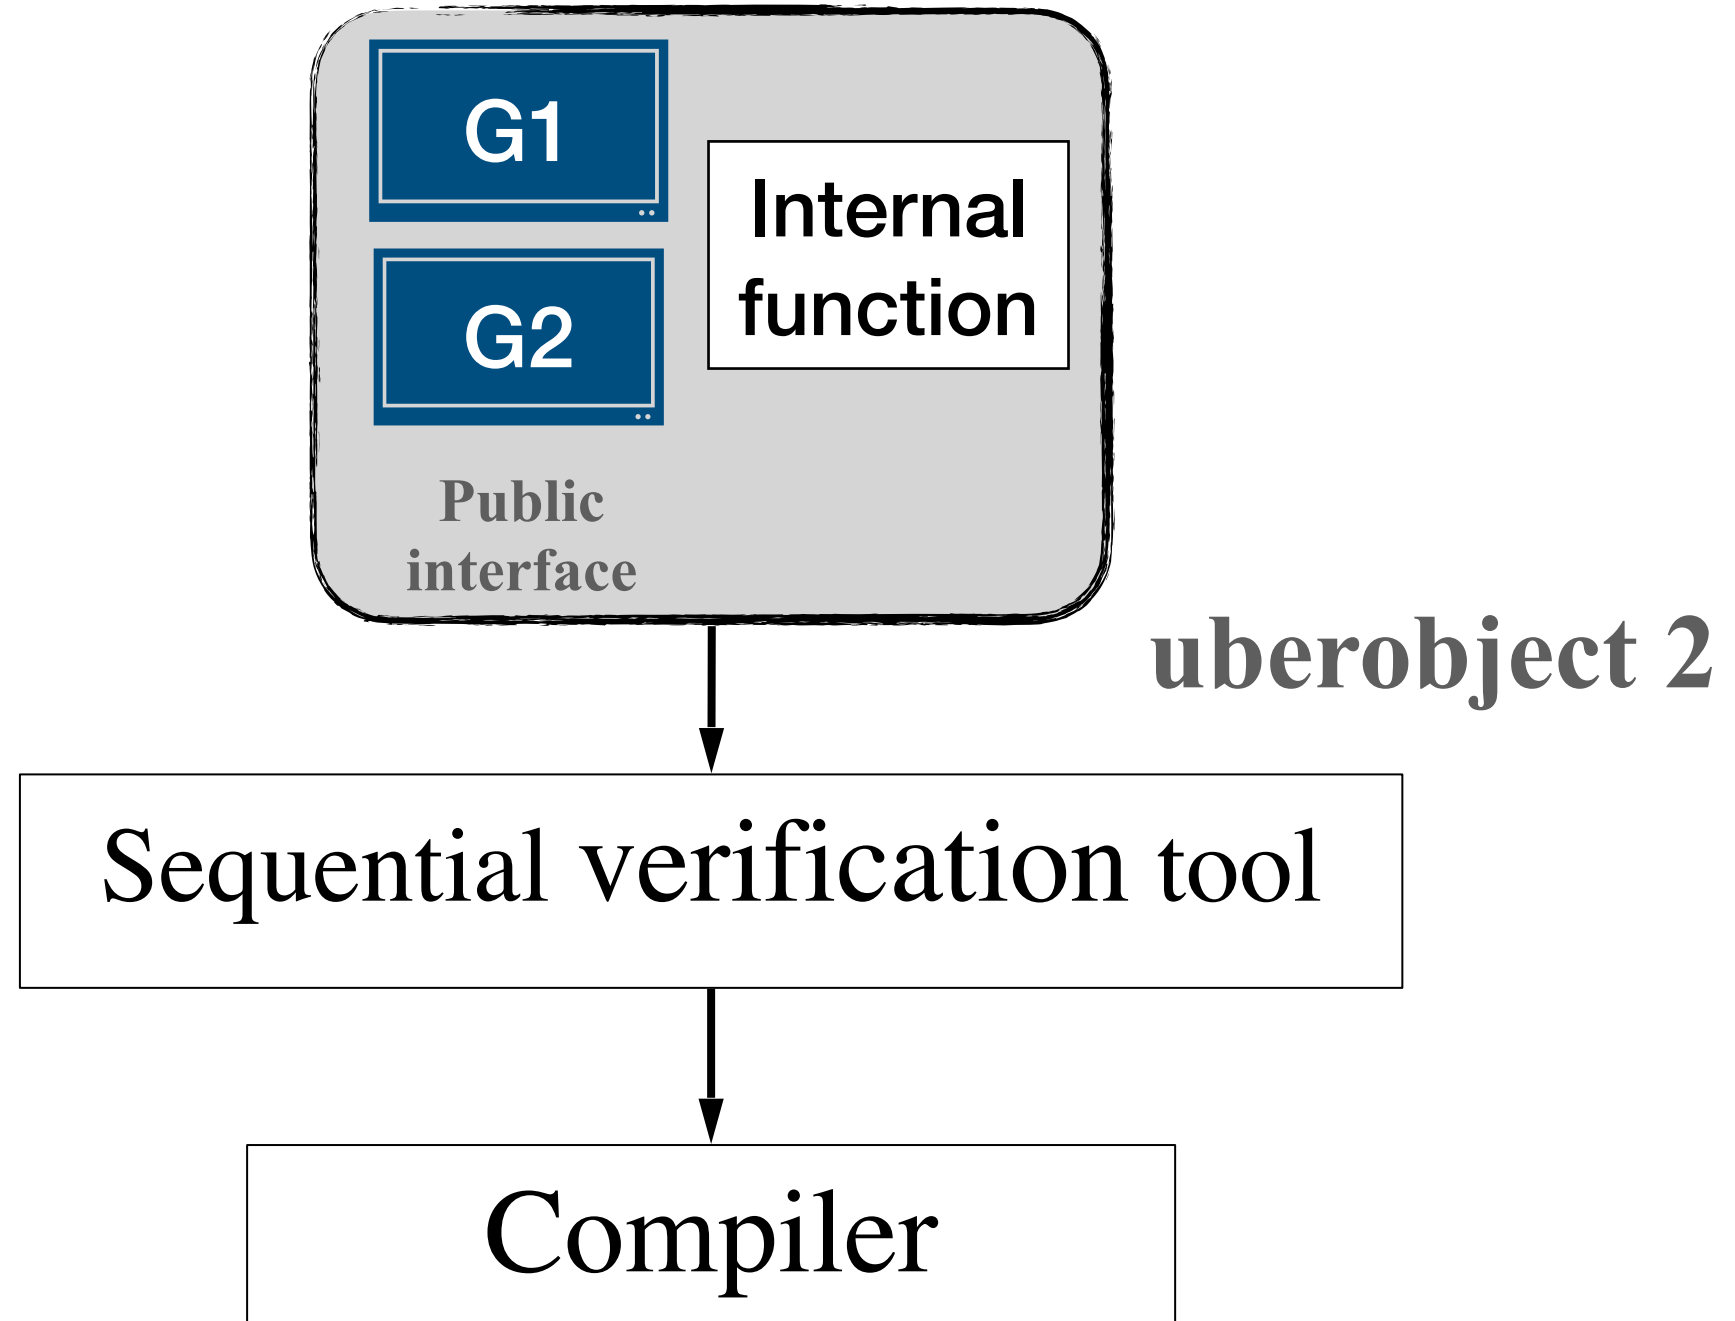 G1
G2
Internal
function
Public
interface
uberobject 2
Sequential verification tool
Compiler